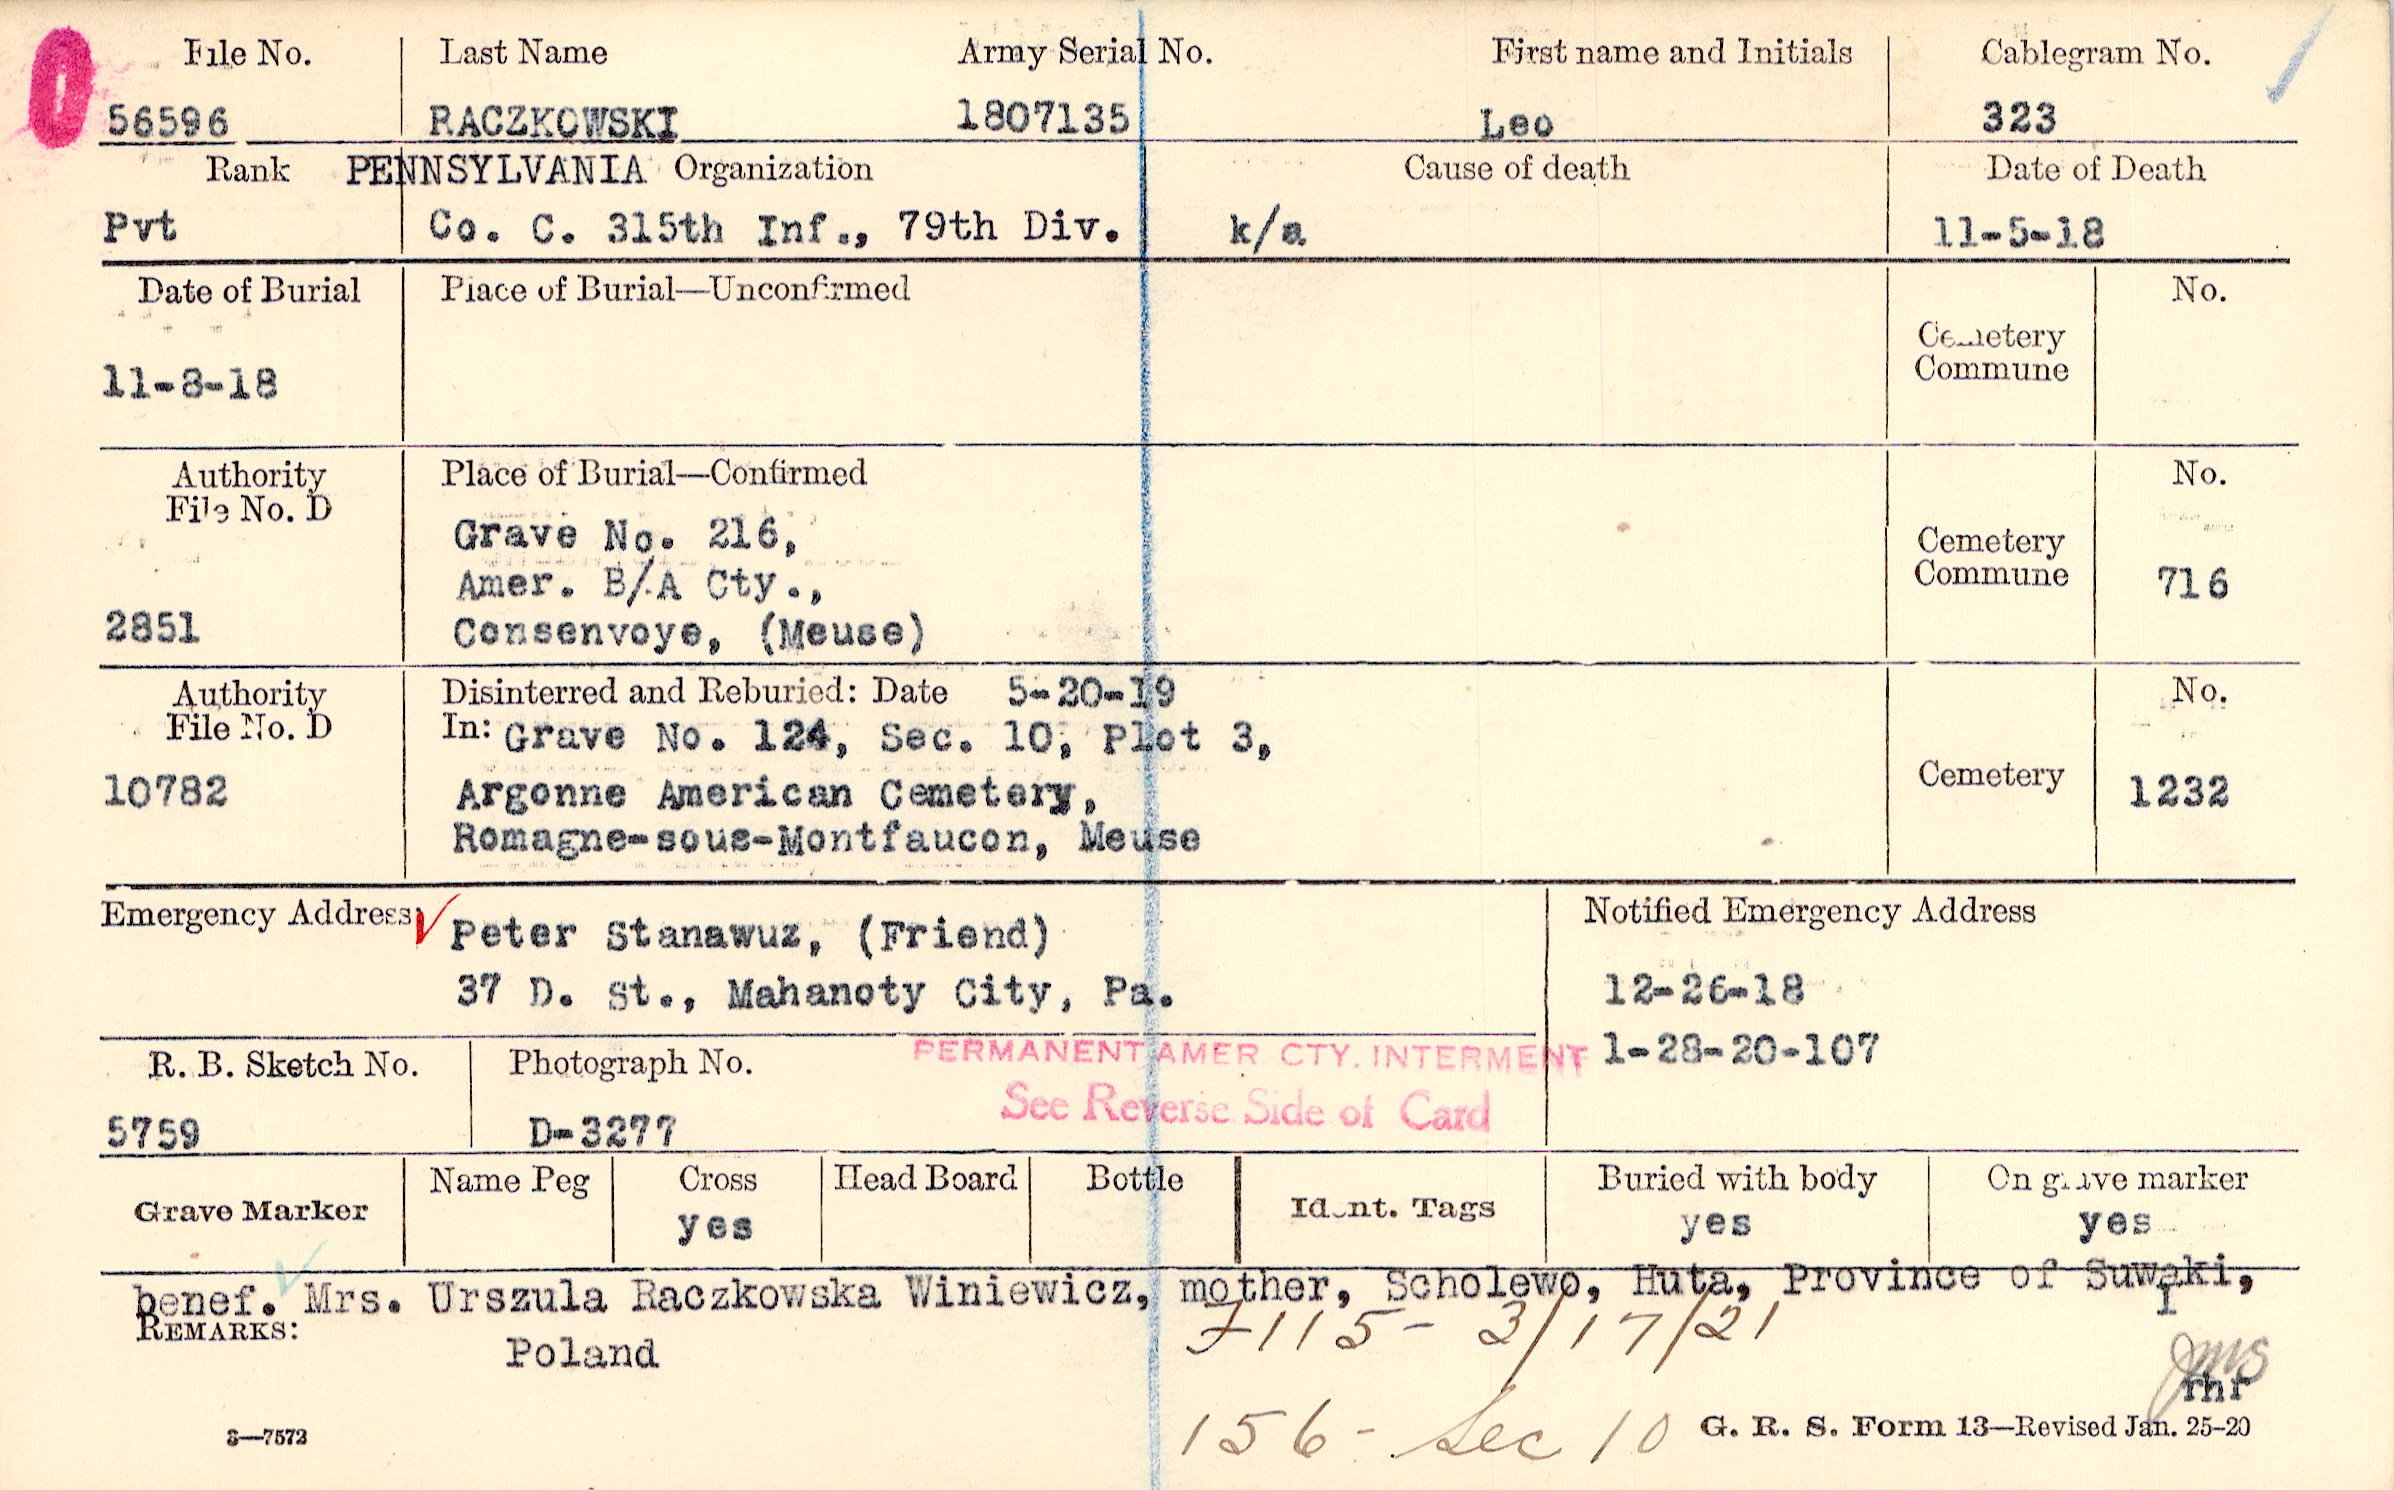 File No. Last Name Army Serial No. First name and Initials Cablegram No.
56596 RACZKOWSKI 1807135 Leo 323
Rank PENNSYLVANIA Organization Cause of death Date of Death
Pvt Co. C. 315th Inf., 79th Div. k/a 11-5-18
Date of Burial Place of Burial—Unconfirmed No.
Cemetery
Commune
11-8-18
Authority Place of Burial—Confirmed No.
File No. D
Grave No. 216,
Cemetery
Amer. B/A Cty., Commune 716
2851 Consenvoye, (Meuse)
Authority Disinterred and Reburied: Date 5-20-19 No.
File No. D In: Grave No. 124, Sec. 10, Plot 3,
10782 Argonne American Cemetery, Cemetery 1232
Romagne-sous-Montfaucon, Meuse
Emergency Address: Peter Stanawuz, (Friend) Notified Emergency Address
37 D. St., Mahanoty City, Pa. 12-26-18
PERMANENT AMER CTY. INTERMENT 1-28-20-107
R. B. Sketch No. Photograph No.
See Reverse Side of Card
5759 D-3277
Grave Marker Name Peg Cross Head Board Bottle Ident. Tags Buried with body On grave marker
yes yes yes
benef. Mrs. Urszula Raczkowska Winiewicz, mother, Scholewo, Huta, Province of Suwaki,
REMARKS: 7115- 3/17/21 I
Poland
JMS
rhr
156- Sec 10
3—7572 G. R. S. Form 13—Revised Jan. 25-20